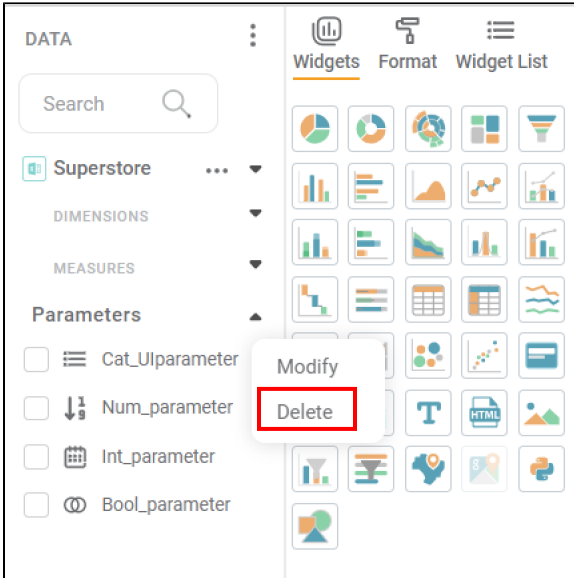 DATA
Search
Superstore
DIMENSIONS
MEASURES
Parameters
Cat_UIparameter
Num_parameter
Int_parameter
Bool_parameter
Modify
Delete
Widgets Format Widget List
T
HTML